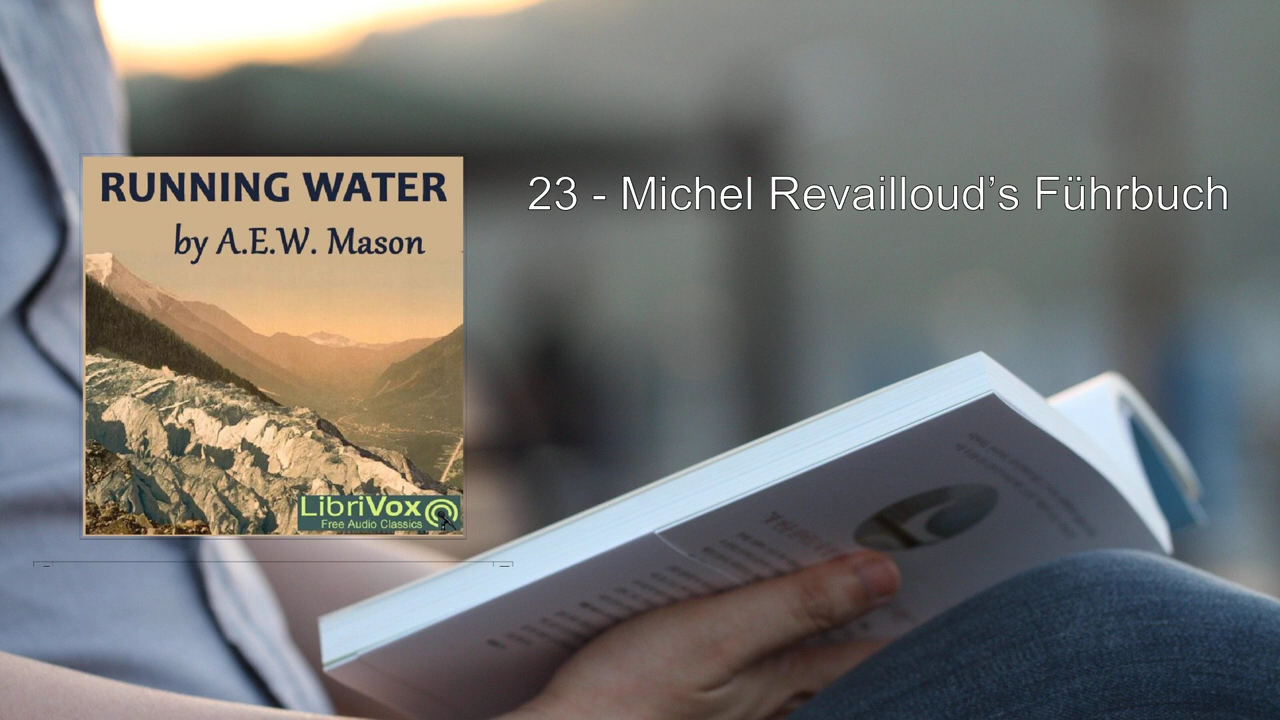 RUNNING WATER
by A.E.W. Mason
LibriVox
Free Audio Classics
23 - Michel Revailloud’s Führbuch